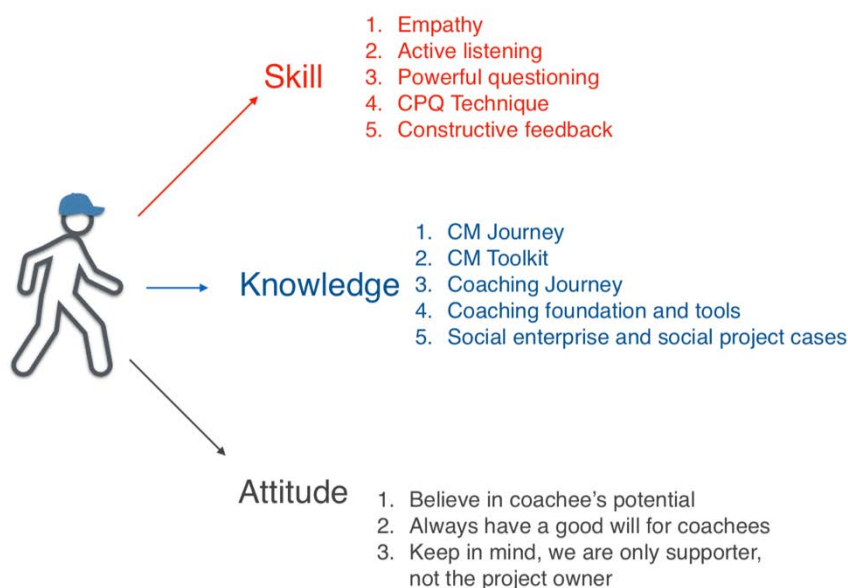 Skill
1. Empathy
2. Active listening
3. Powerful questioning
4. CPQ Technique
5. Constructive feedback
Knowledge
1. CM Journey
2. CM Toolkit
3. Coaching Journey
4. Coaching foundation and tools
5. Social enterprise and social project cases
Attitude
1. Believe in coachee's potential
2. Always have a good will for coachees
3. Keep in mind, we are only supporter,
not the project owner